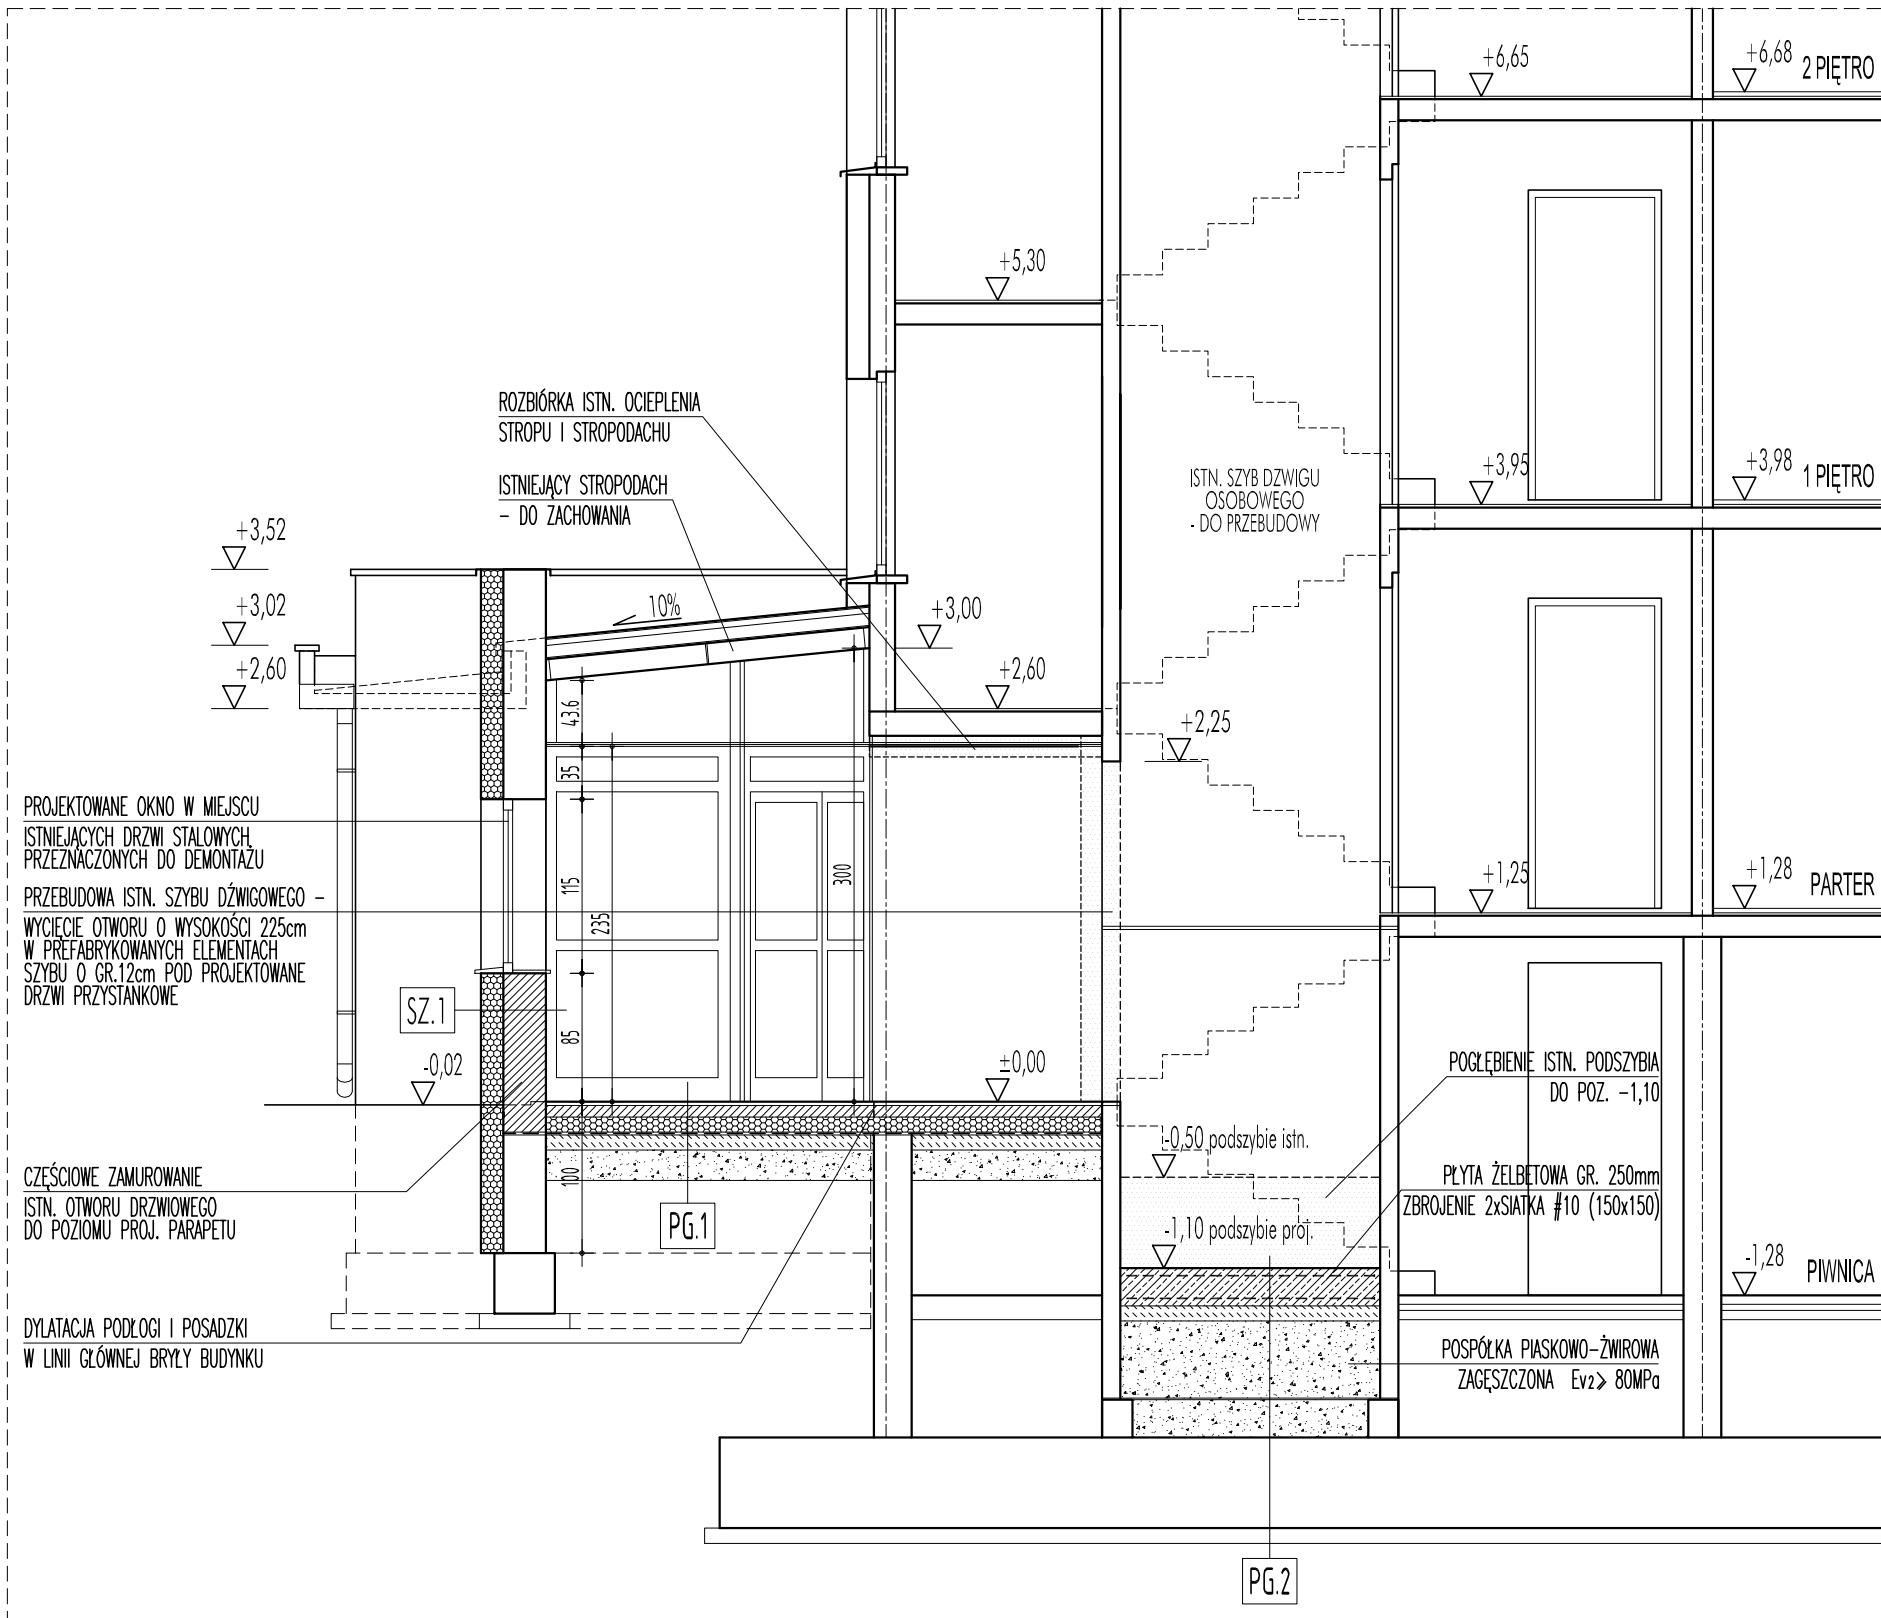 +6,65
+6,68
2 PIĘTRO
+5,30
ROZBIÓRKA ISTN. OCIEPLENIA
STROPU I STROPODACHU
ISTNIEJĄCY STROPODACH
- DO ZACHOWANIA
ISTN. SZYB DZWIGU
OSOBOWEGO
- DO PRZEBUDOWY
+3,95
+3,98
1 PIĘTRO
+3,52
+3,02
+2,60
10%
+3,00
+2,60
+2,25
43.6
35
115
235
300
85
100
PROJEKTOWANE OKNO W MIEJSCU
ISTNIEJĄCYCH DRZWI STALOWYCH
PRZEZNACZONYCH DO DEMONTAŻU
PRZEBUDOWA ISTN. SZYBU DŹWIGOWEGO -
WYCIĘCIE OTWORU O WYSOKOŚCI 225cm
W PREFABRYKOWANYCH ELEMENTACH
SZYBU O GR.12cm POD PROJEKTOWANE
DRZWI PRZYSTANKOWE
+1,25
+1,28
PARTER
SZ.1
-0,02
±0,00
POGŁĘBIENIE ISTN. PODSZYBIA
DO POZ. -1,10
-0,50 podszybie istn.
CZĘŚCIOWE ZAMUROWANIE
ISTN. OTWORU DRZWIOWEGO
DO POZIOMU PROJ. PARAPETU
PŁYTA ŻELBETOWA GR. 250mm
ZBROJENIE 2xSIATKA #10 (150x150)
PG.1
-1,10 podszybie proj.
-1,28
PIWNICA
DYLATACJA PODŁOGI I POSADZKI
W LINII GŁÓWNEJ BRYŁY BUDYNKU
POSPÓŁKA PIASKOWO-ŻWIROWA
ZAGĘSZCZONA Ev2≥ 80MPa
PG.2